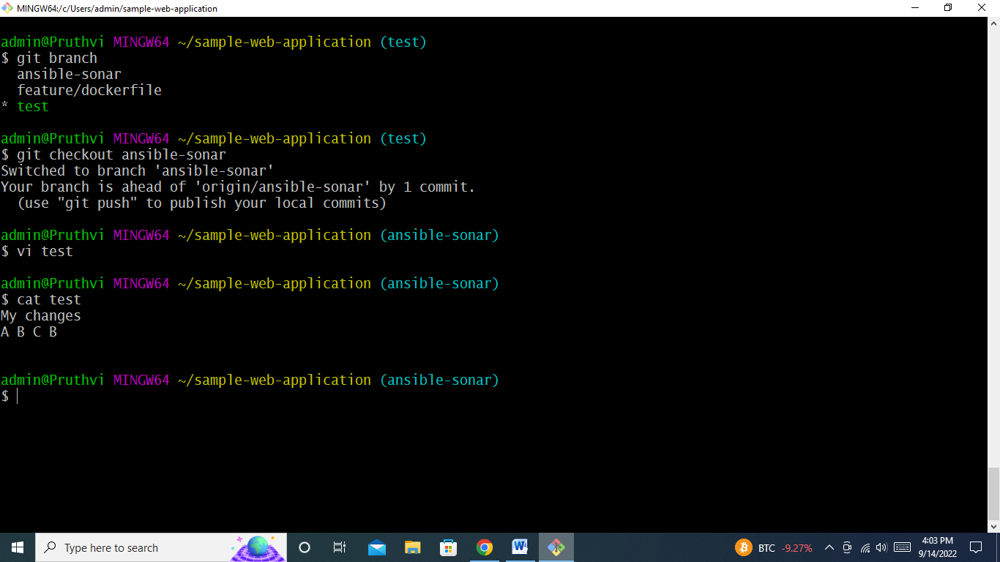 MINGW64:/c/Users/admin/sample-web-application
admin@Pruthvi MINGW64 ~/sample-web-application (test)
$ git branch
  ansible-sonar
  feature/dockerfile
* test
admin@Pruthvi MINGW64 ~/sample-web-application (test)
$ git checkout ansible-sonar
Switched to branch 'ansible-sonar'
Your branch is ahead of 'origin/ansible-sonar' by 1 commit.
  (use "git push" to publish your local commits)
admin@Pruthvi MINGW64 ~/sample-web-application (ansible-sonar)
$ vi test
admin@Pruthvi MINGW64 ~/sample-web-application (ansible-sonar)
$ cat test
My changes
A B C B
admin@Pruthvi MINGW64 ~/sample-web-application (ansible-sonar)
$
Type here to search
BTC -9.27%
4:03 PM
9/14/2022